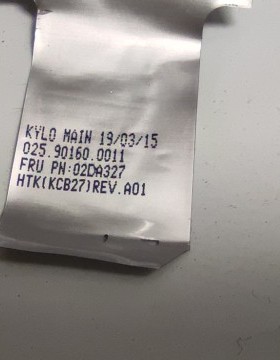 KYLO MAIN 19/03/15
025.90160.0011
FRU PN:02DA327
HTK(KCB27)REV.A01